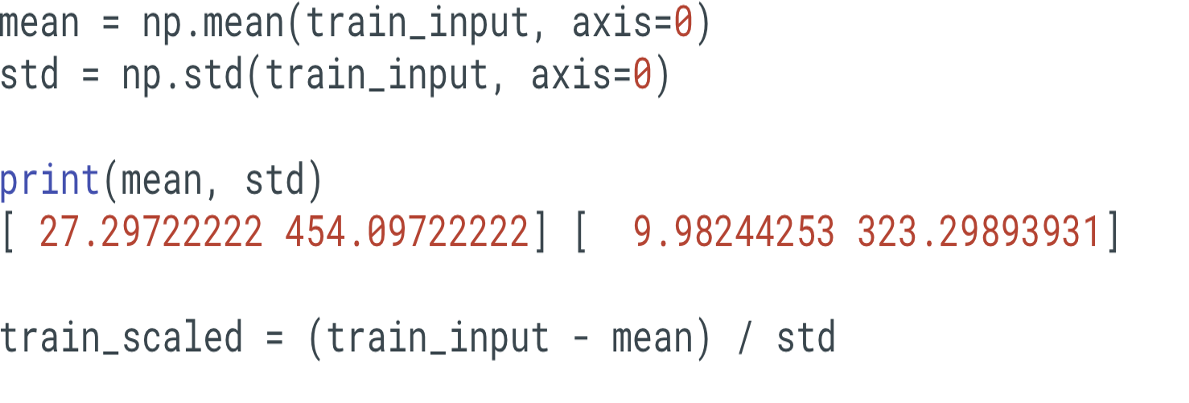 mean = np.mean(train_input, axis=0)
std = np.std(train_input, axis=0)
print(mean, std)
[ 27.29722222 454.09722222] [  9.98244253 323.29893931]
train_scaled = (train_input - mean) / std